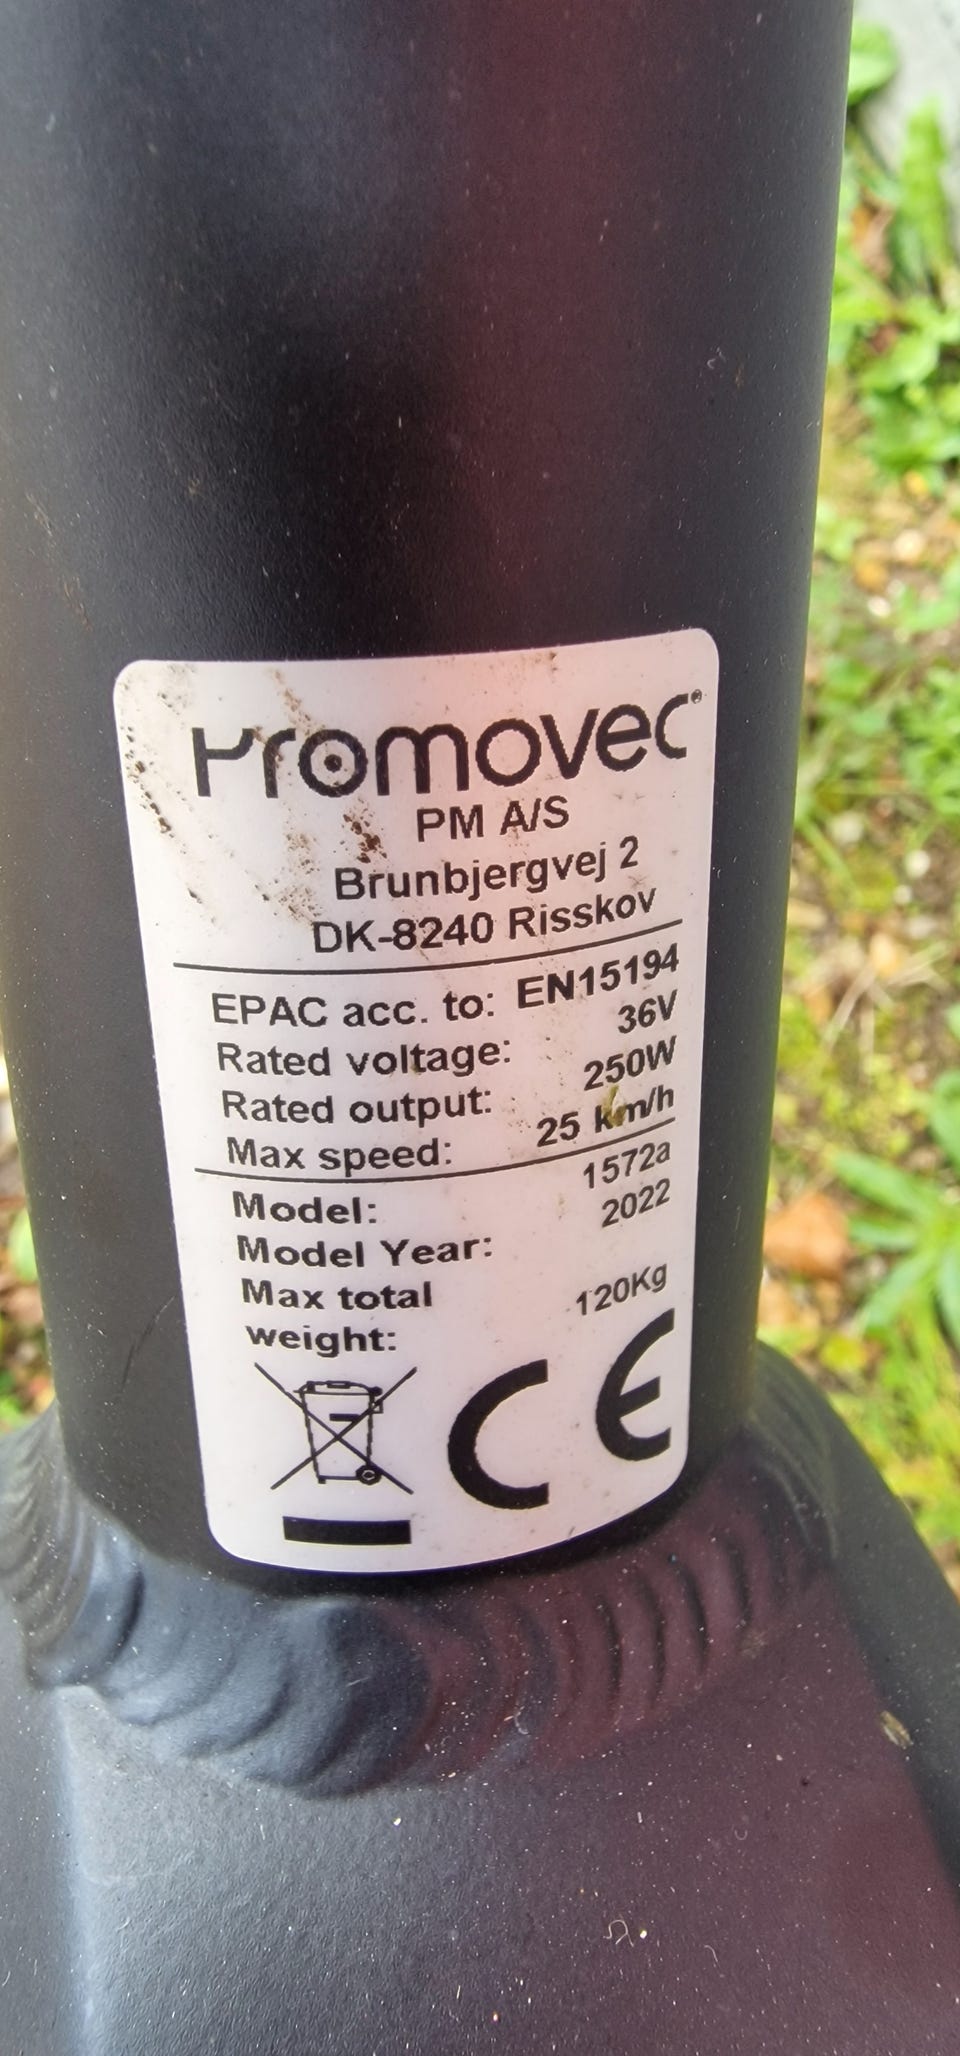 Promovec®
PM A/S
Brunbjergvej 2
DK-8240 Risskov
EPAC acc. to: EN15194
Rated voltage: 36V
Rated output: 250W
Max speed: 25 km/h
Model: 1572a
Model Year: 2022
Max total
weight: 120Kg
CE